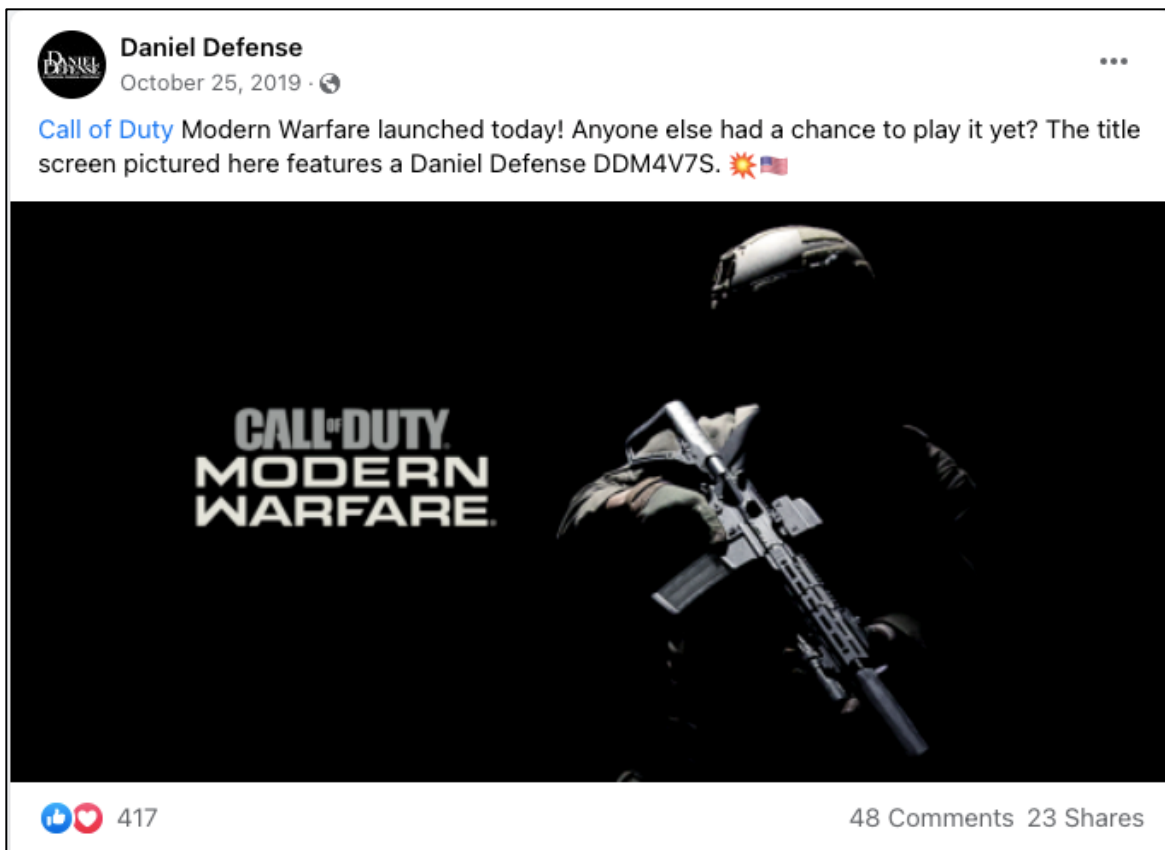 Daniel Defense
October 25, 2019 ·
Call of Duty Modern Warfare launched today! Anyone else had a chance to play it yet? The title
screen pictured here features a Daniel Defense DDM4V7S. 💥🇺🇸
CALL OF DUTY
MODERN
WARFARE
417
48 Comments 23 Shares